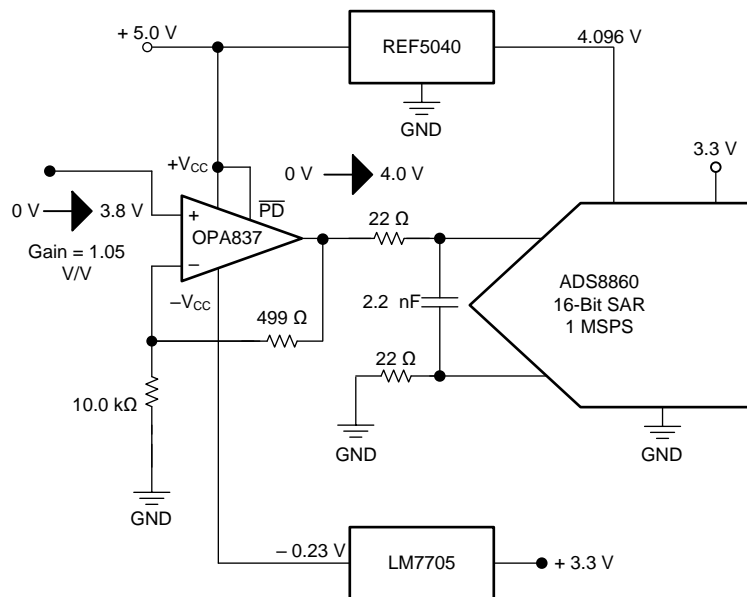 + 5.0 V
REF5040
4.096 V
GND
3.3 V
+VCC
0 V
4.0 V
PD
0 V
3.8 V
+
OPA837
22 Ω
Gain = 1.05
V/V
−
ADS8860
16-Bit SAR
1 MSPS
−VCC
2.2 nF
499 Ω
22 Ω
10.0 kΩ
GND
GND
GND
− 0.23 V
LM7705
+ 3.3 V